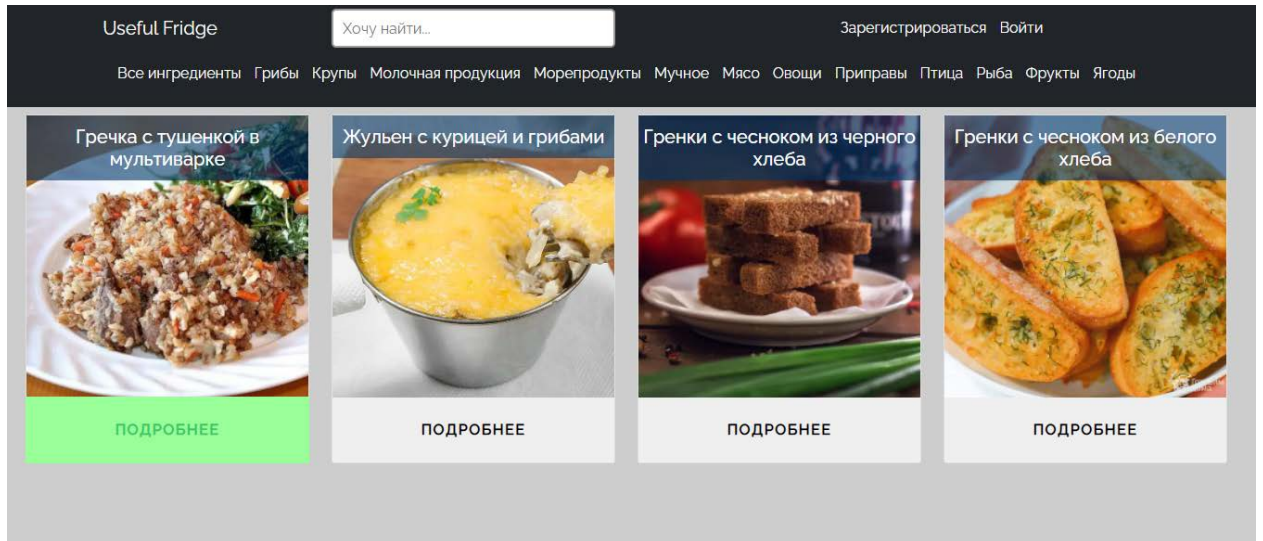 Useful Fridge
Хочу найти...
Зарегистрироваться Войти
Все ингредиенты Грибы Крупы Молочная продукция Морепродукты Мучное Мясо Овощи Приправы Птица Рыба Фрукты Ягоды
Гречка с тушенкой в
мультиварке
Жульен с курицей и грибами
Гренки с чесноком из черного
хлеба
Гренки с чесноком из белого
хлеба
ПОДРОБНЕЕ
ПОДРОБНЕЕ
ПОДРОБНЕЕ
ПОДРОБНЕЕ